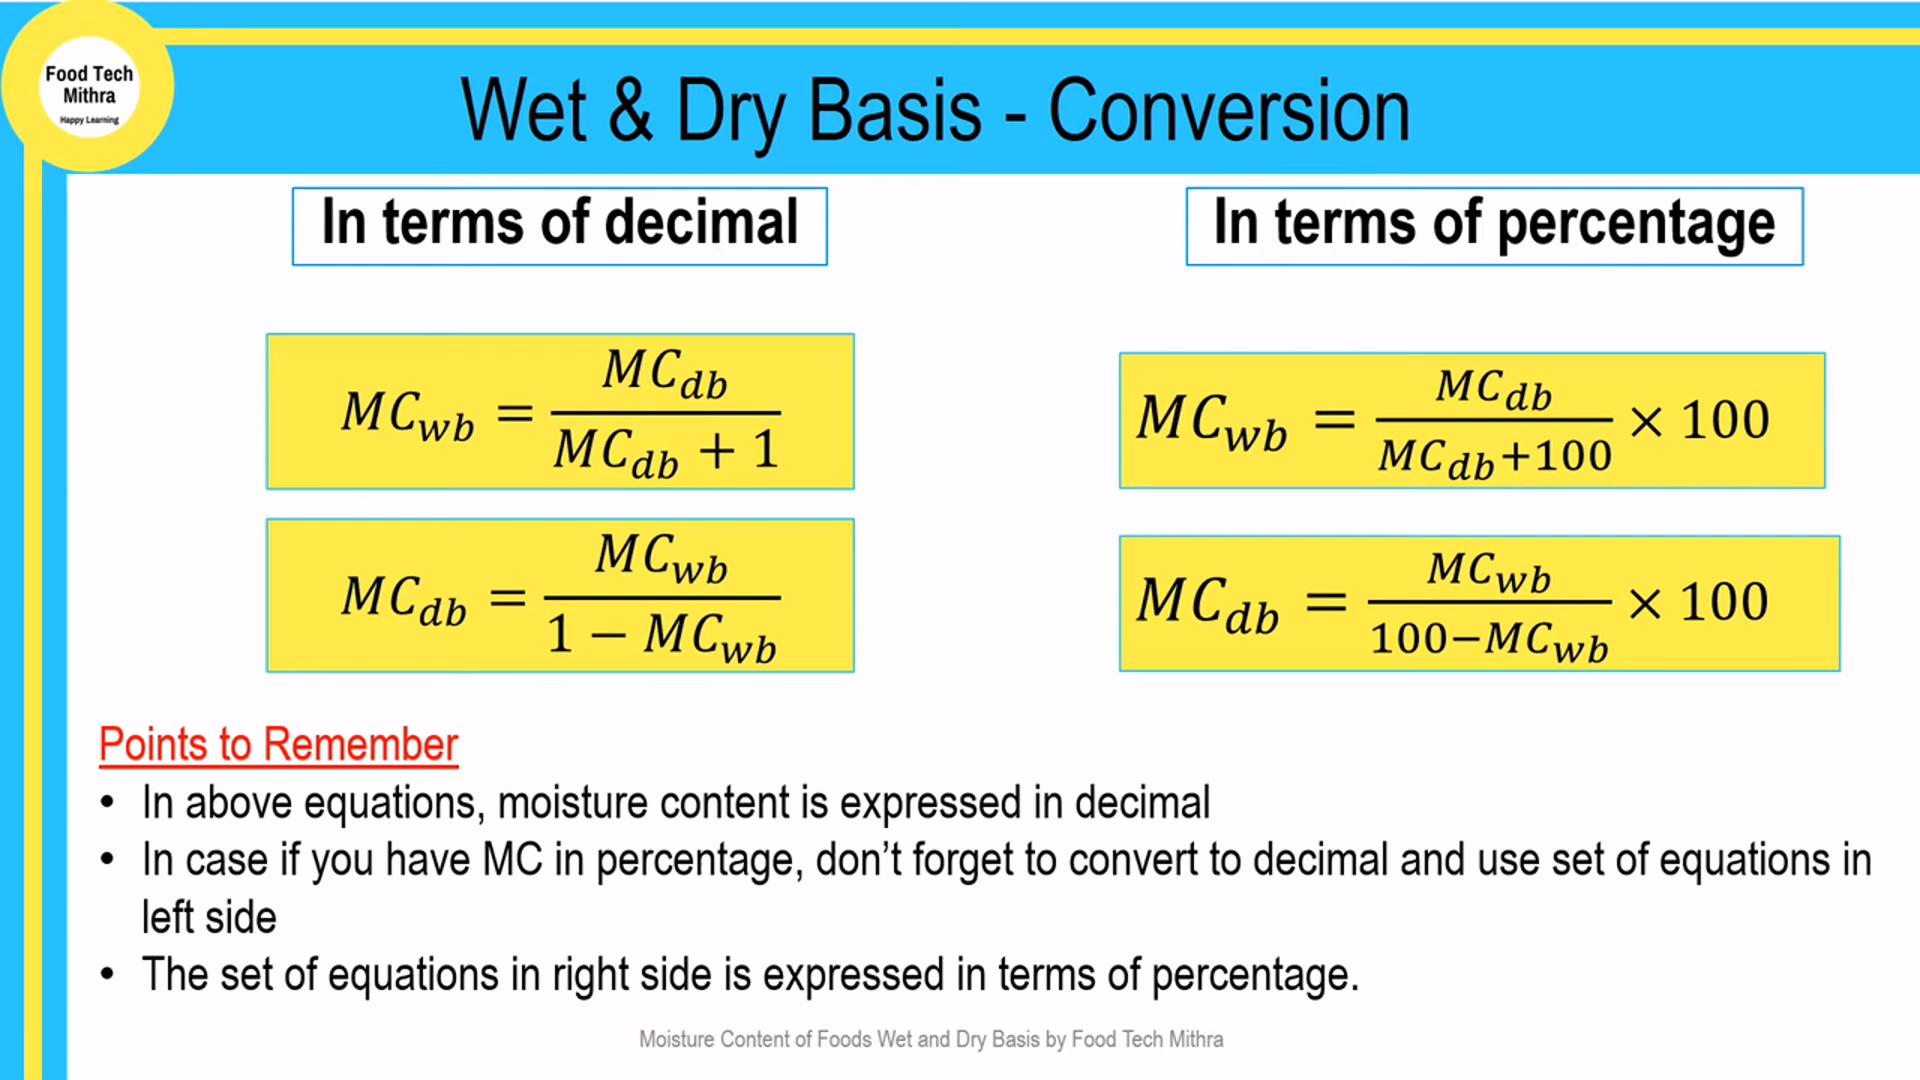 Food Tech
Mithra
Happy Learning
Wet & Dry Basis - Conversion
In terms of decimal
In terms of percentage
MC_wb = MC_db / (MC_db + 1)
MC_wb = MC_db / (MC_db+100) × 100
MC_db = MC_wb / (1 − MC_wb)
MC_db = MC_wb / (100−MC_wb) × 100
Points to Remember
• In above equations, moisture content is expressed in decimal
• In case if you have MC in percentage, don’t forget to convert to decimal and use set of equations in
left side
• The set of equations in right side is expressed in terms of percentage.
Moisture Content of Foods Wet and Dry Basis by Food Tech Mithra